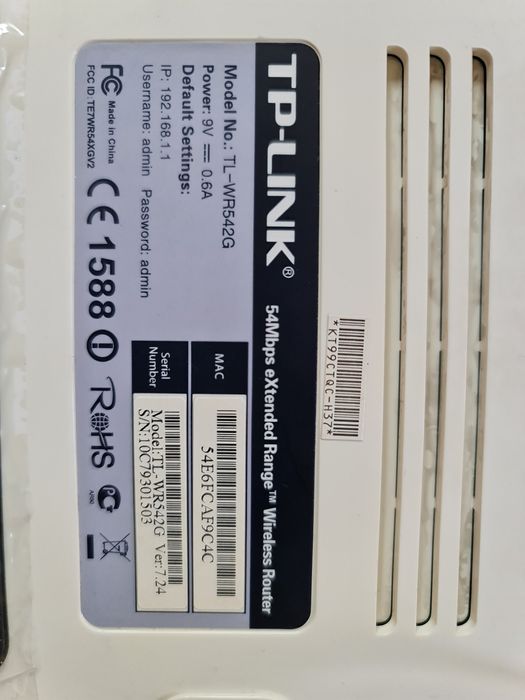 *KT99CTQC-H37*
TP-LINK®
54Mbps eXtended Range™ Wireless Router
Model No.: TL-WR542G
Power: 9V ⎓ 0.6A
Default Settings:
IP: 192.168.1.1
Username: admin Password: admin
MAC
54E6FCAF9C4C
Serial Number
Model:TL-WR542G Ver:7.24
S/N:10C79301503
FC Made in China
FCC ID: TE7WR54XGV2
CE 1588
RoHS